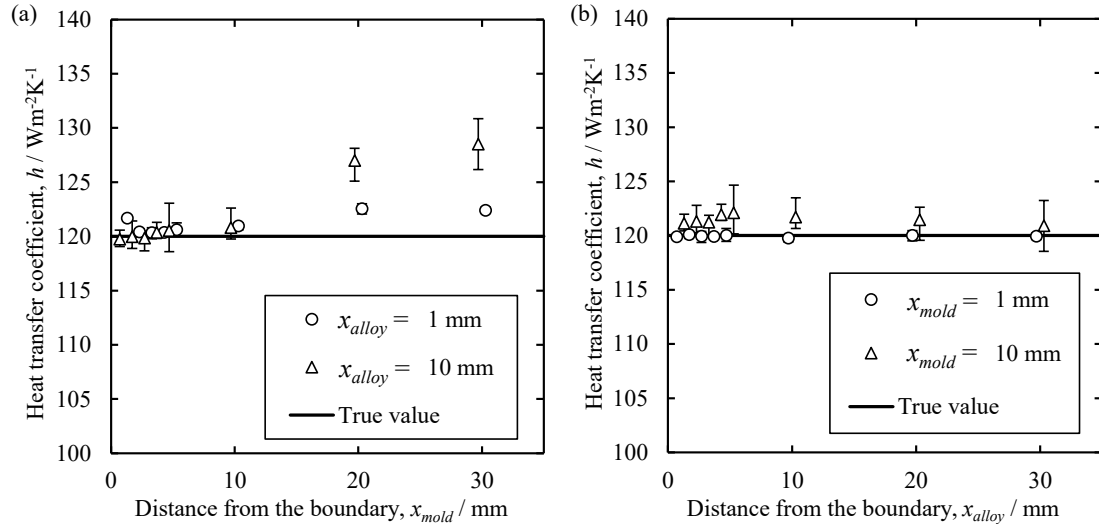 (a)
140
135
130
125
120
115
110
105
100
Heat transfer coefficient, h / Wm-2K-1
0
10
20
30
Distance from the boundary, xmold / mm
xalloy = 1 mm
xalloy = 10 mm
True value
(b)
140
135
130
125
120
115
110
105
100
Heat transfer coefficient, h / Wm-2K-1
0
10
20
30
Distance from the boundary, xalloy / mm
xmold = 1 mm
xmold = 10 mm
True value